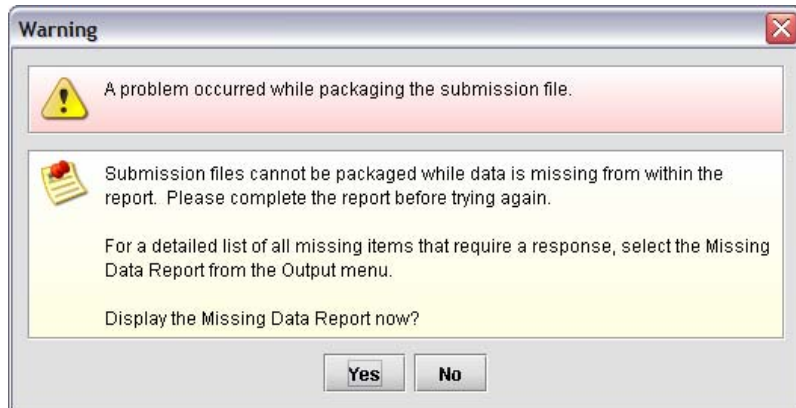 Warning
A problem occurred while packaging the submission file.
Submission files cannot be packaged while data is missing from within the
report. Please complete the report before trying again.
For a detailed list of all missing items that require a response, select the Missing
Data Report from the Output menu.
Display the Missing Data Report now?
Yes No